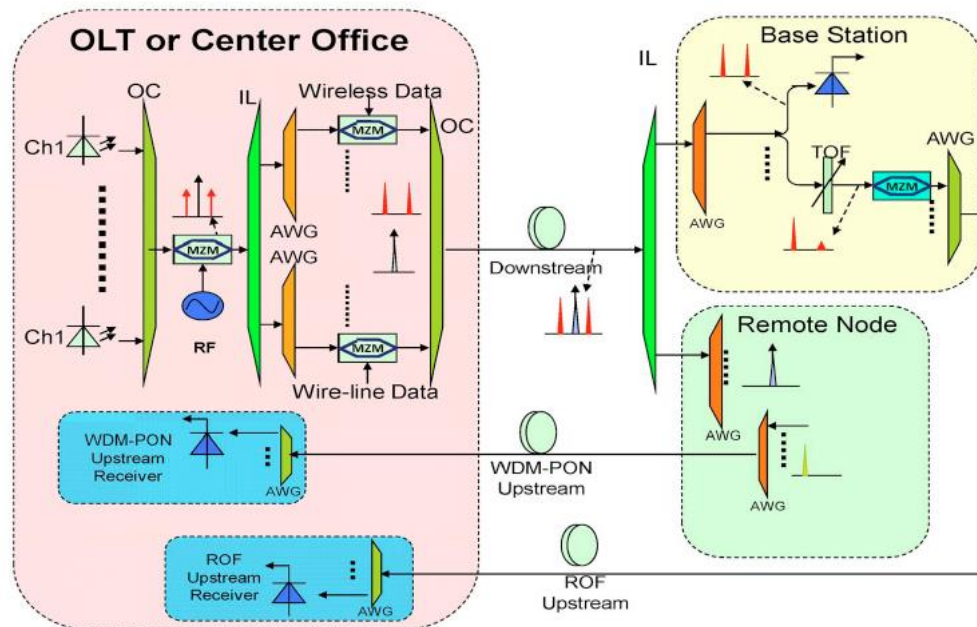 OLT or Center Office
Base Station
OC
IL
Wireless Data
OC
IL
MZM
AWG
TOF
MZM
AWG
Ch1
AWG
AWG
MZM
Downstream
RF
MZM
Ch1
Wire-line Data
Remote Node
AWG
WDM-PON
Upstream
Receiver
AWG
WDM-PON
Upstream
AWG
ROF
Upstream
Receiver
AWG
ROF
Upstream